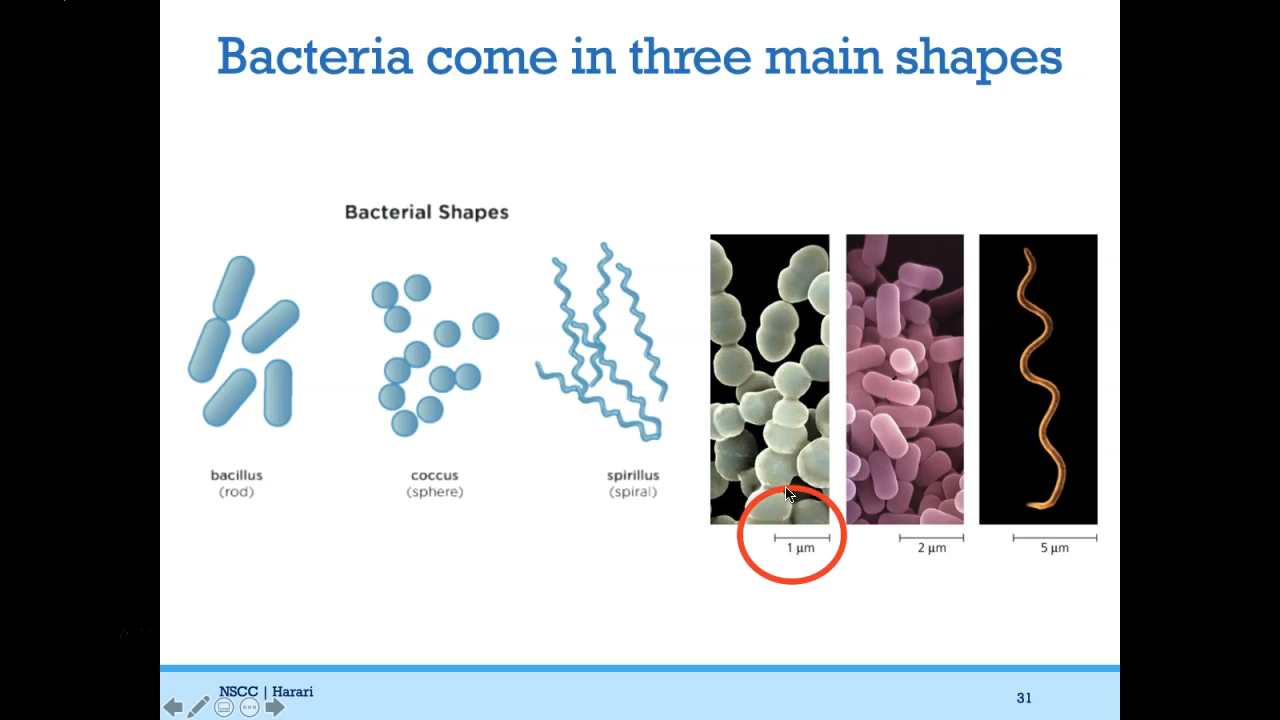 Bacteria come in three main shapes
Bacterial Shapes
bacillus
(rod)
coccus
(sphere)
spirillus
(spiral)
1 µm
2 µm
5 µm
NSCC | Harari
31